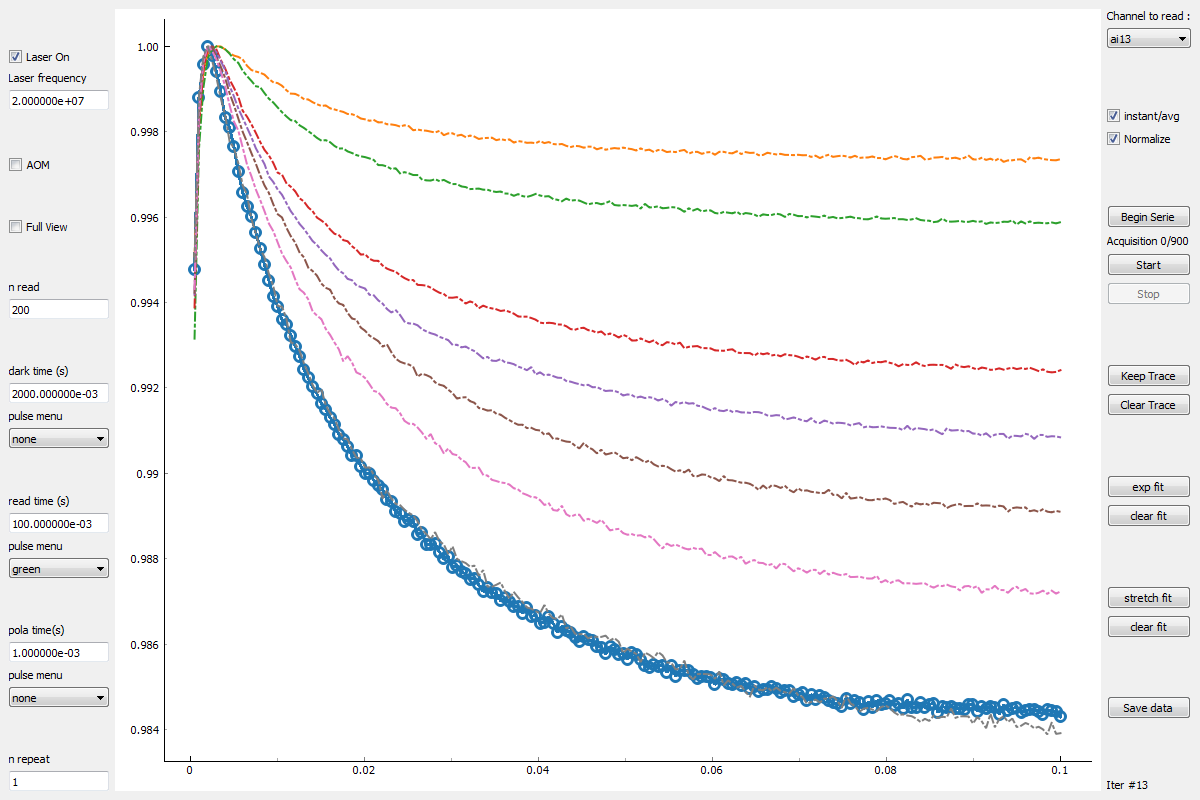 Laser On
Laser frequency
2.000000e+07
AOM
Full View
n read
200
dark time (s)
2000.000000e-03
pulse menu
none
read time (s)
100.000000e-03
pulse menu
green
pola time(s)
1.000000e-03
pulse menu
none
n repeat
1
1.00
0.998
0.996
0.994
0.992
0.99
0.988
0.986
0.984
0
0.02
0.04
0.06
0.08
0.1
Channel to read :
ai13
instant/avg
Normalize
Begin Serie
Acquisition 0/900
Start
Stop
Keep Trace
Clear Trace
exp fit
clear fit
stretch fit
clear fit
Save data
Iter #13